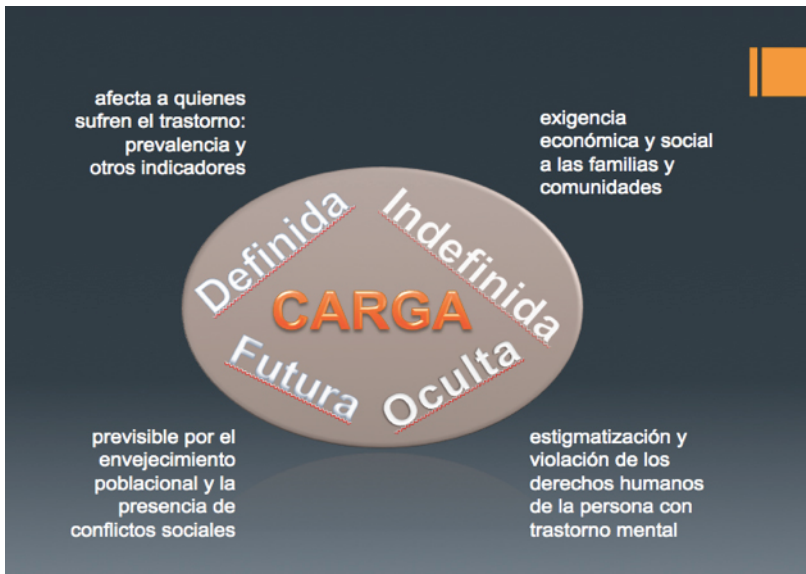 afecta a quienes
sufren el trastorno:
prevalencia y
otros indicadores
exigencia
económica y social
a las familias y
comunidades
Definida
Indefinida
CARGA
Futura
Oculta
previsible por el
envejecimiento
poblacional y la
presencia de
conflictos sociales
estigmatización y
violación de los
derechos humanos
de la persona con
trastorno mental